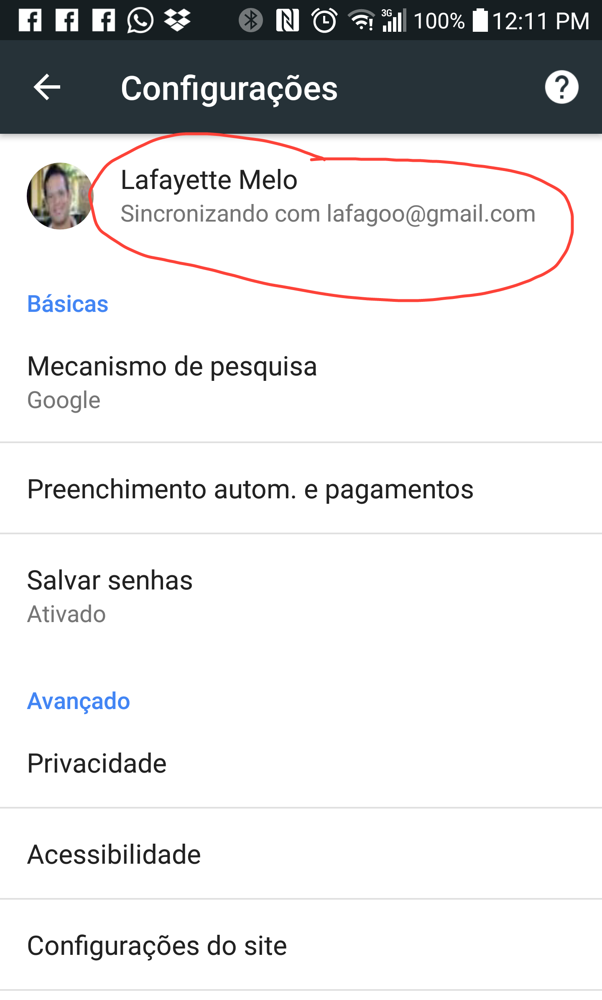 3G 100% 12:11 PM
Configurações
Lafayette Melo
Sincronizando com lafagoo@gmail.com
Básicas
Mecanismo de pesquisa
Google
Preenchimento autom. e pagamentos
Salvar senhas
Ativado
Avançado
Privacidade
Acessibilidade
Configurações do site